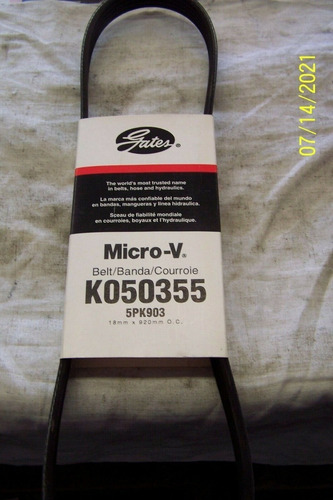 Gates®
The world's most trusted name
in belts, hose and hydraulics.
La marca más confiable del mundo
en bandas, mangueras y línea hidraulica.
Sceau de fiabilité mondiale
en courroies, boyaux et l'hydraulique.
Micro-V®
Belt/Banda/Courroie
K050355
5PK903
18mm x 920mm O.C.
07/14/2021